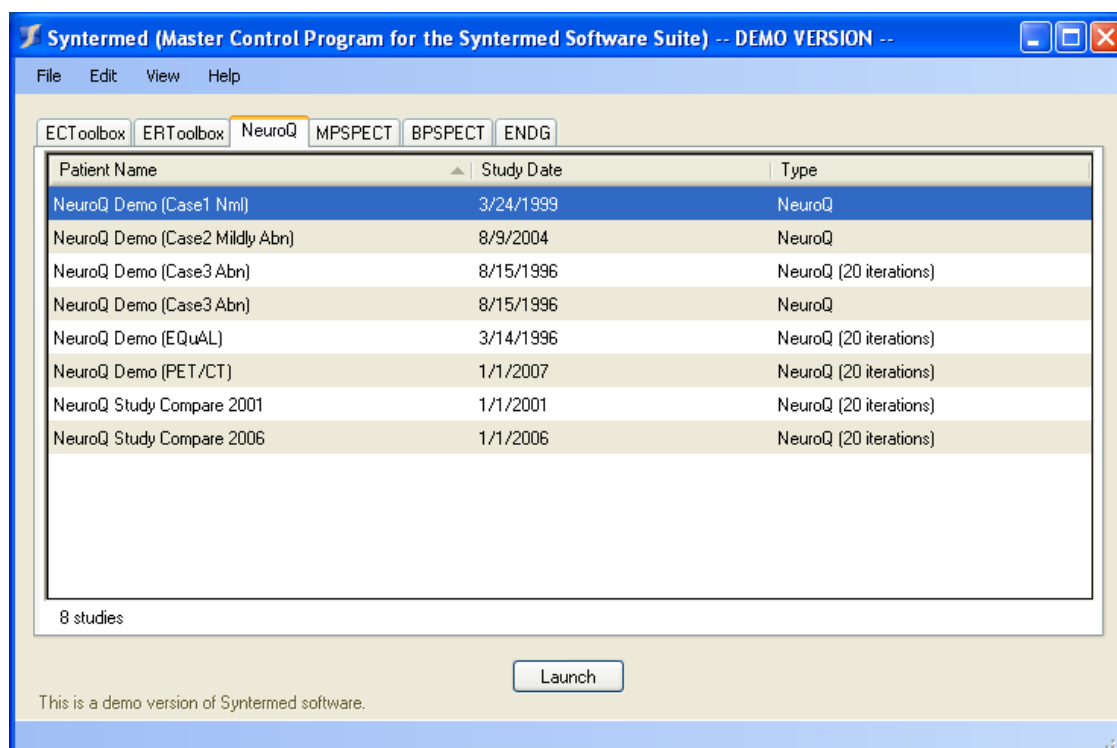 Syntermed (Master Control Program for the Syntermed Software Suite) -- DEMO VERSION --
File Edit View Help
ECToolbox ERToolbox NeuroQ MPSPECT BPSPECT ENDG
Patient Name Study Date Type
NeuroQ Demo (Case1 Nml) 3/24/1999 NeuroQ
NeuroQ Demo (Case2 Mildly Abn) 8/9/2004 NeuroQ
NeuroQ Demo (Case3 Abn) 8/15/1996 NeuroQ (20 iterations)
NeuroQ Demo (Case3 Abn) 8/15/1996 NeuroQ
NeuroQ Demo (EQuAL) 3/14/1996 NeuroQ (20 iterations)
NeuroQ Demo (PET/CT) 1/1/2007 NeuroQ (20 iterations)
NeuroQ Study Compare 2001 1/1/2001 NeuroQ (20 iterations)
NeuroQ Study Compare 2006 1/1/2006 NeuroQ (20 iterations)
8 studies
Launch
This is a demo version of Syntermed software.